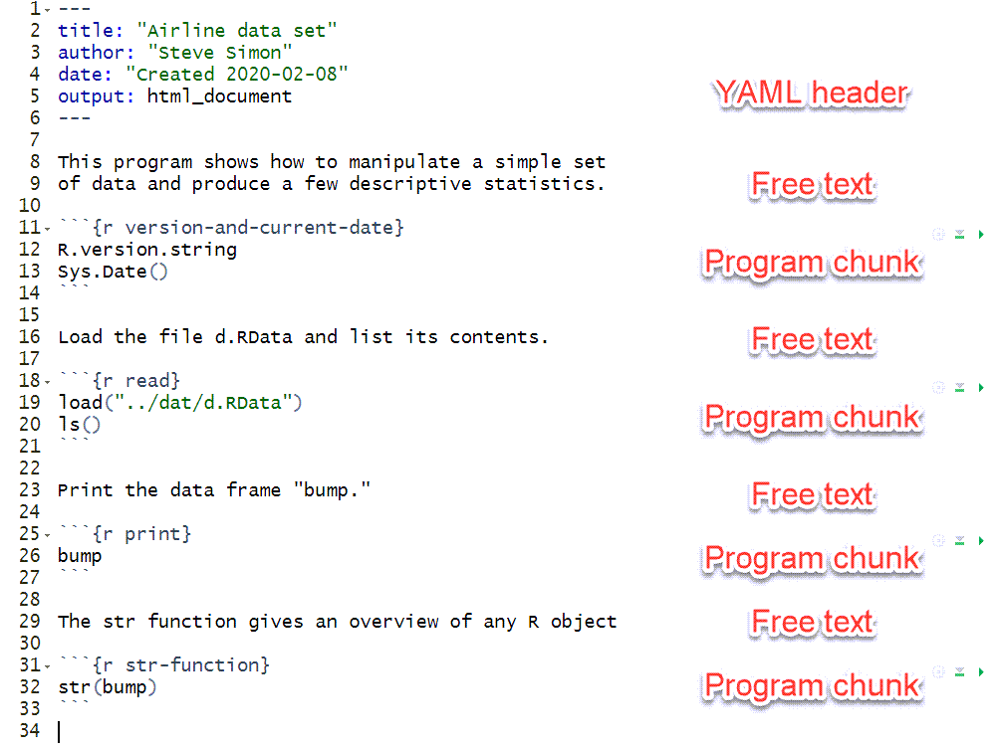 1 ---
2 title: "Airline data set"
3 author: "Steve Simon"
4 date: "Created 2020-02-08"
5 output: html_document YAML header
6 ---
7
8 This program shows how to manipulate a simple set
9 of data and produce a few descriptive statistics. Free text
10
11 ```{r version-and-current-date}
12 R.version.string
13 Sys.Date() Program chunk
14 ```
15
16 Load the file d.RData and list its contents. Free text
17
18 ```{r read}
19 load("../dat/d.RData")
20 ls() Program chunk
21 ```
22
23 Print the data frame "bump." Free text
24
25 ```{r print}
26 bump Program chunk
27 ```
28
29 The str function gives an overview of any R object Free text
30
31 ```{r str-function}
32 str(bump) Program chunk
33 ```
34